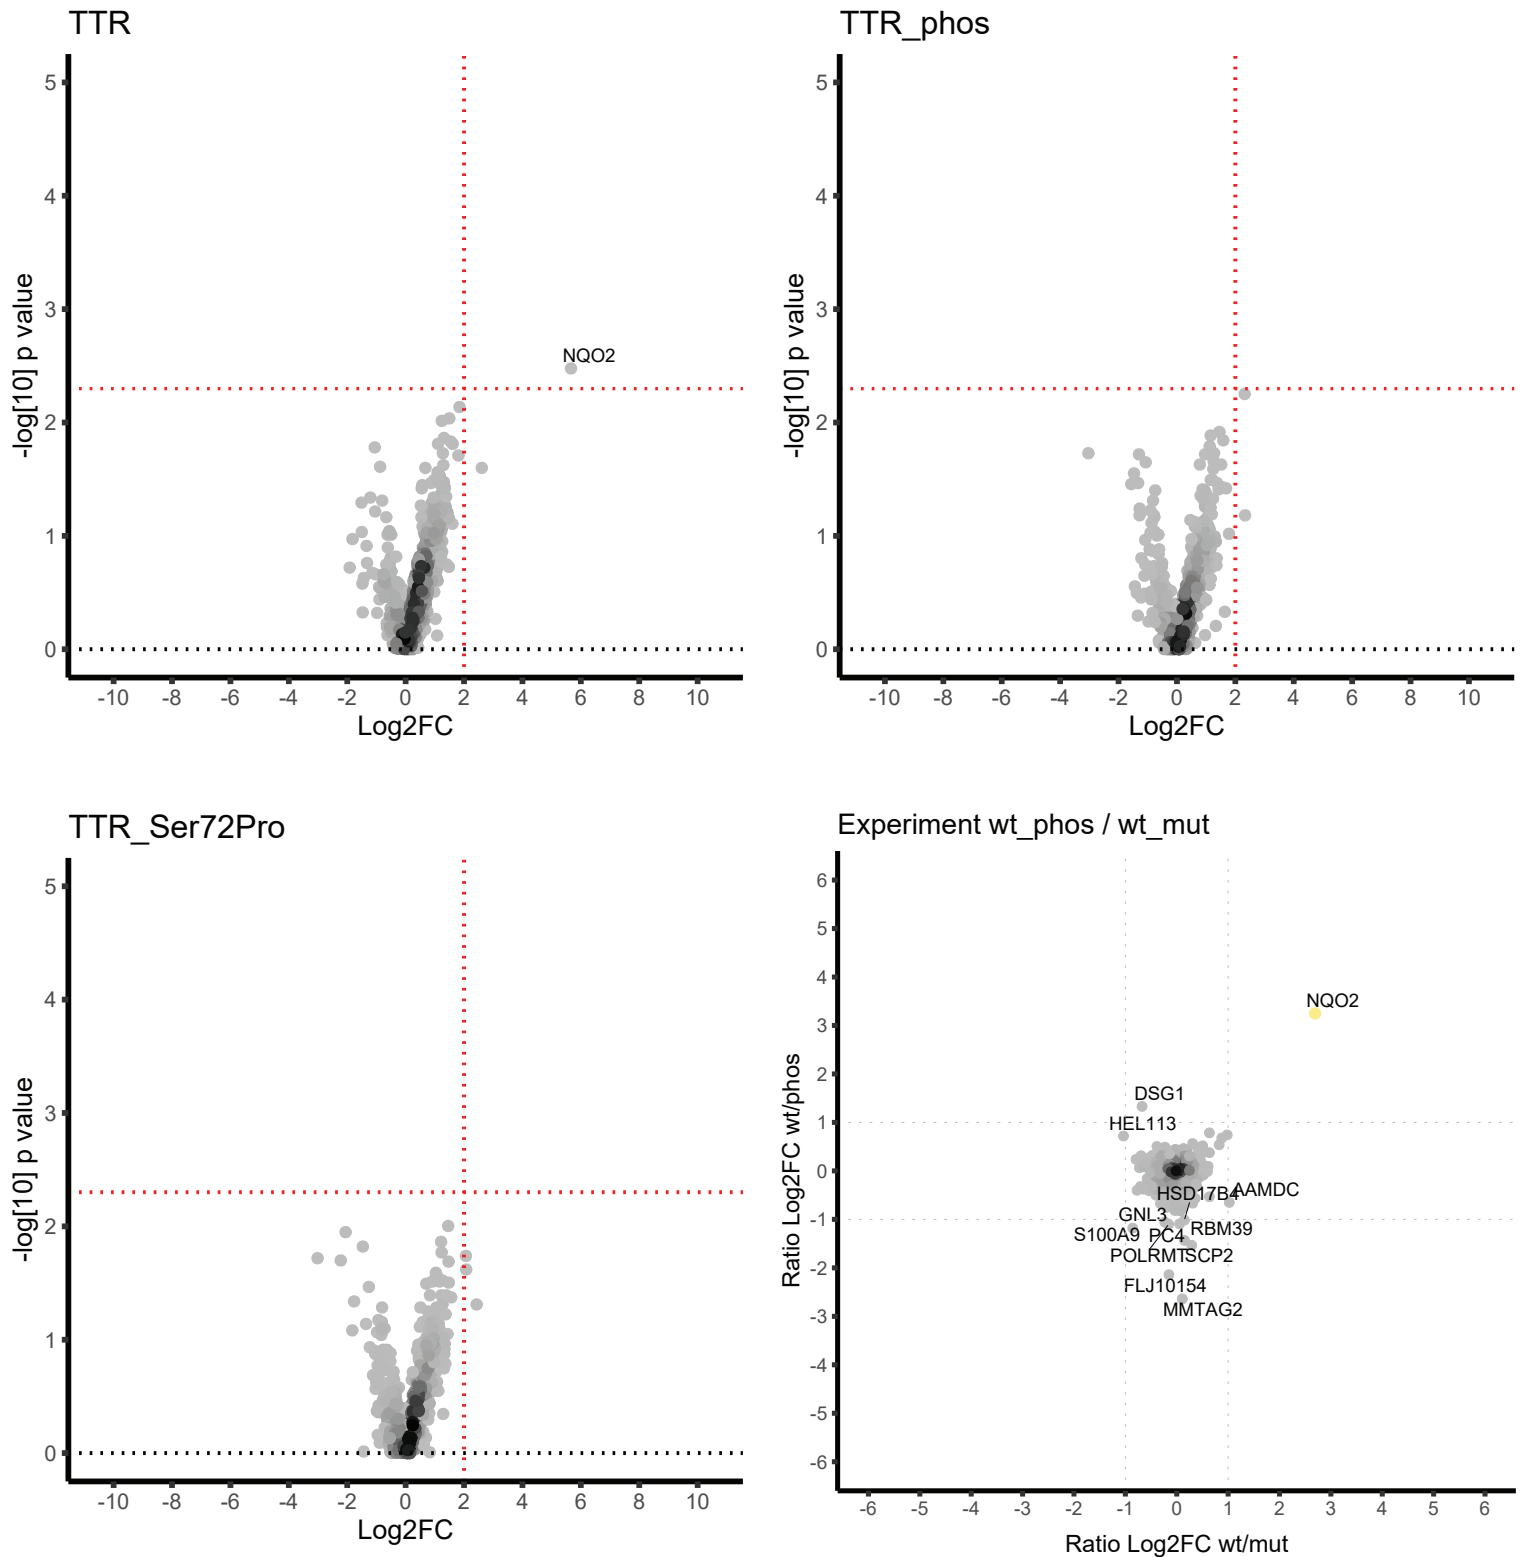 TTR
5
4
3
2
1
0
-log[10] p value
NQO2
-10 -8 -6 -4 -2 0 2 4 6 8 10
Log2FC
TTR_phos
5
4
3
2
1
0
-log[10] p value
-10 -8 -6 -4 -2 0 2 4 6 8 10
Log2FC
TTR_Ser72Pro
5
4
3
2
1
0
-log[10] p value
-10 -8 -6 -4 -2 0 2 4 6 8 10
Log2FC
Experiment wt_phos / wt_mut
6
5
4
3
2
1
0
-1
-2
-3
-4
-5
-6
Ratio Log2FC wt/phos
NQO2
DSG1
HEL113
HSD17B4
AAMDC
GNL3
S100A9
PC4
RBM39
POLRMT
SCP2
FLJ10154
MMTAG2
-6 -5 -4 -3 -2 -1 0 1 2 3 4 5 6
Ratio Log2FC wt/mut